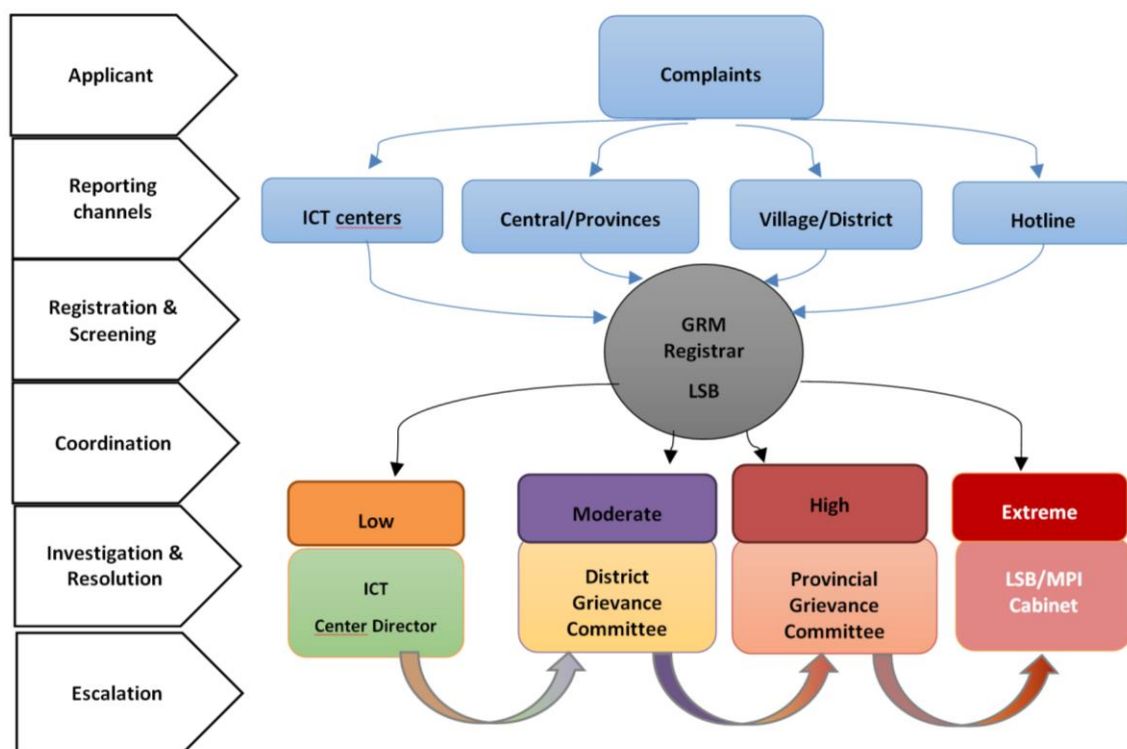 Applicant
Complaints
Reporting
channels
ICT centers
Central/Provinces
Village/District
Hotline
Registration &
Screening
GRM
Registrar
LSB
Coordination
Low
Moderate
High
Extreme
Investigation &
Resolution
ICT
Center Director
District
Grievance
Committee
Provincial
Grievance
Committee
LSB/MPI
Cabinet
Escalation